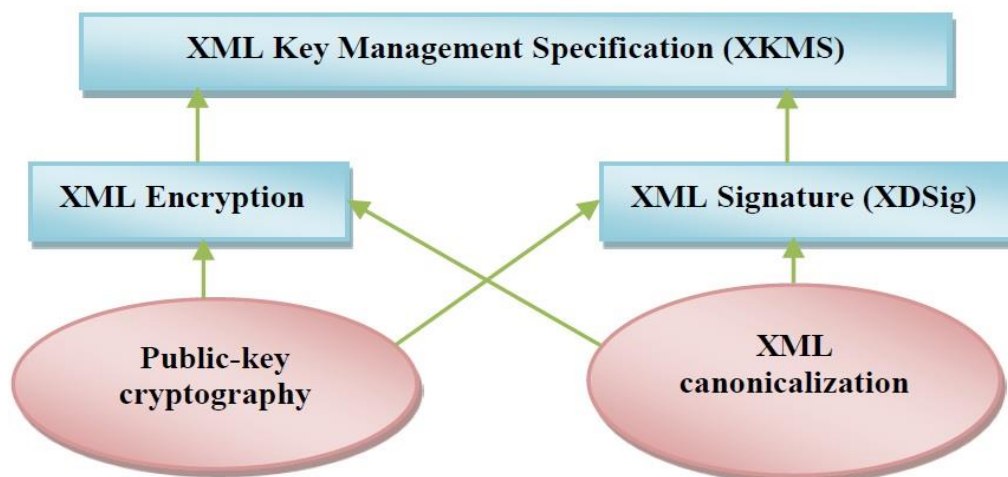 XML Key Management Specification (XKMS)
XML Encryption
XML Signature (XDSig)
Public-key
cryptography
XML
canonicalization